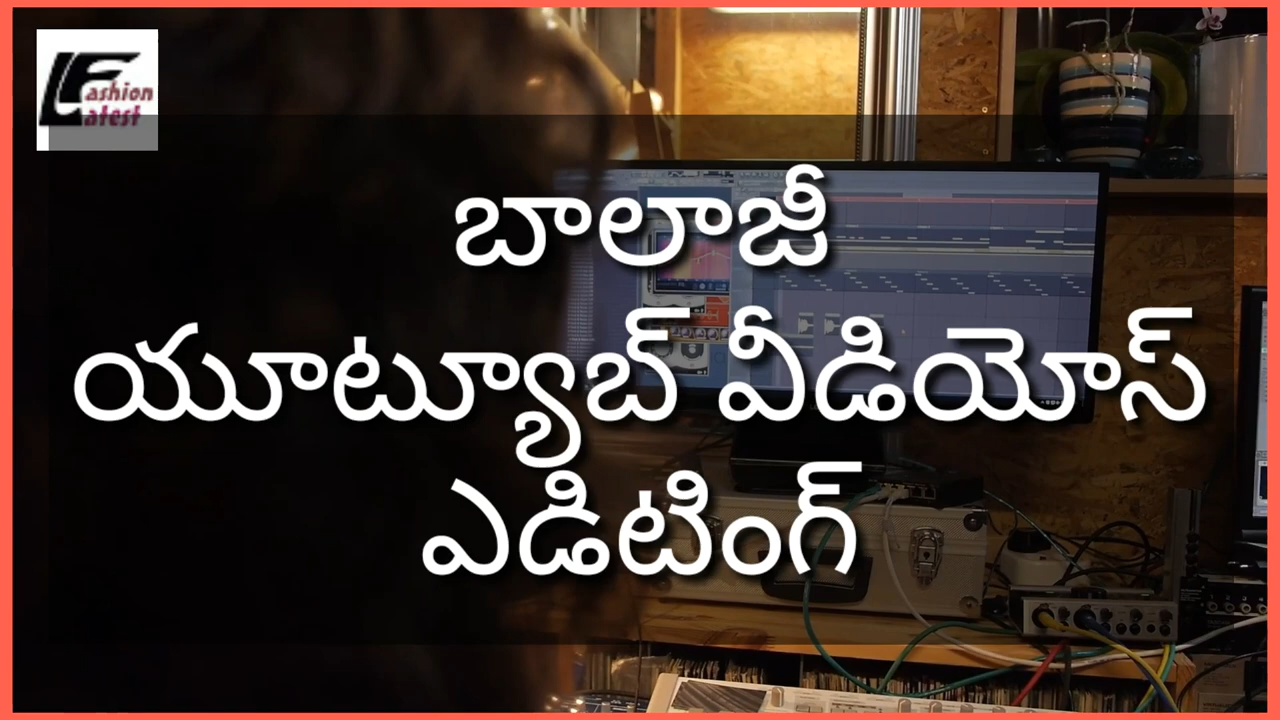 Fashion
Latest
బాలాజీ
యూట్యూబ్ వీడియోస్
ఎడిటింగ్